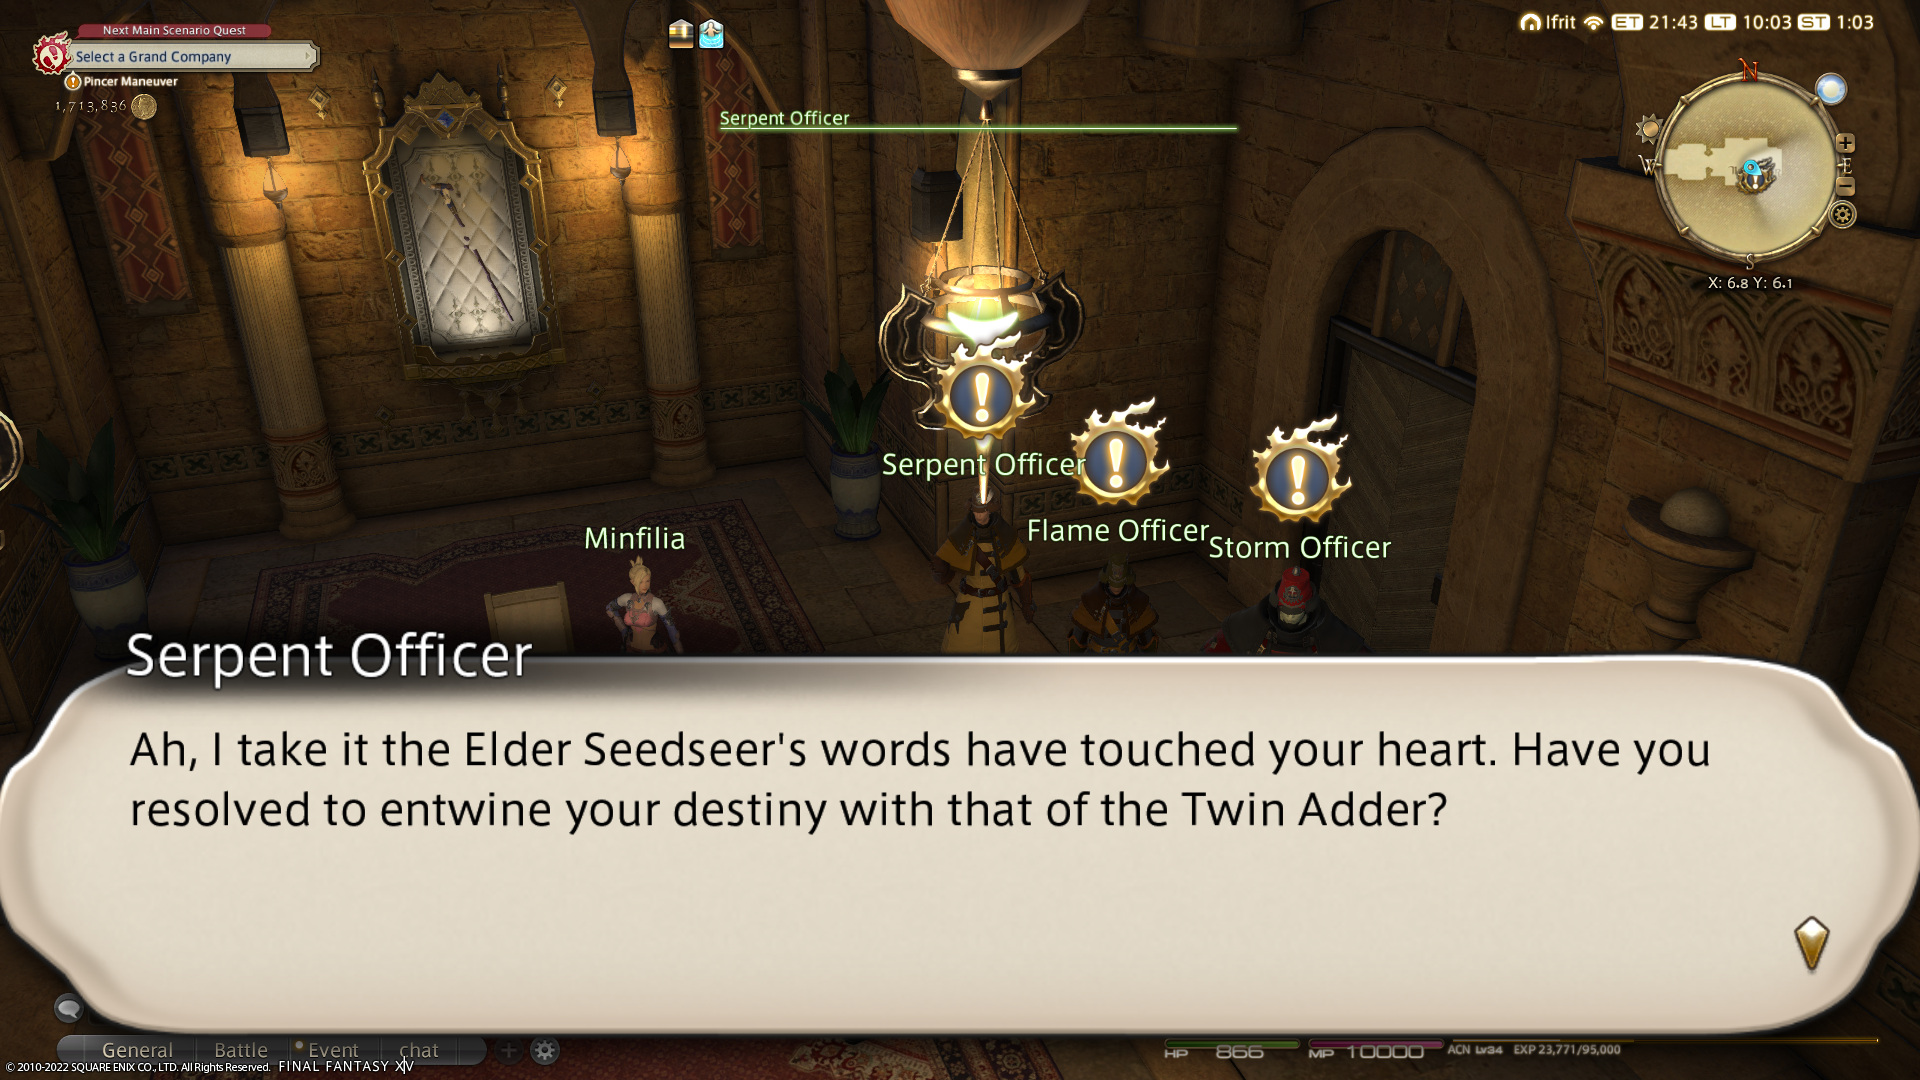 Next Main Scenario Quest
Select a Grand Company
Pincer Maneuver
1,713,836
Ifrit ET 21:43 LT 10:03 ST 1:03
Serpent Officer
N
W
E
S
X: 6.8 Y: 6.1
Serpent Officer
Flame Officer
Storm Officer
Minfilia
Serpent Officer
Ah, I take it the Elder Seedseer's words have touched your heart. Have you
resolved to entwine your destiny with that of the Twin Adder?
General Battle Event chat
HP 866 MP 10000 ACN Lv34 EXP 23,771/95,000
© 2010-2022 SQUARE ENIX CO., LTD. All Rights Reserved. FINAL FANTASY XIV